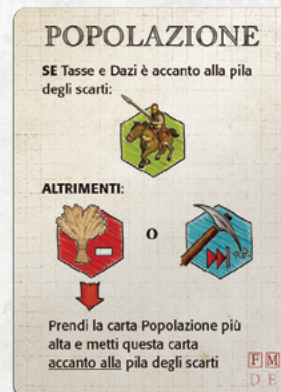 POPOLAZIONE
SE Tasse e Dazi è accanto alla pila
degli scarti:
ALTRIMENTI:
O
Prendi la carta Popolazione più
alta e metti questa carta
accanto alla pila degli scarti
F M
D E